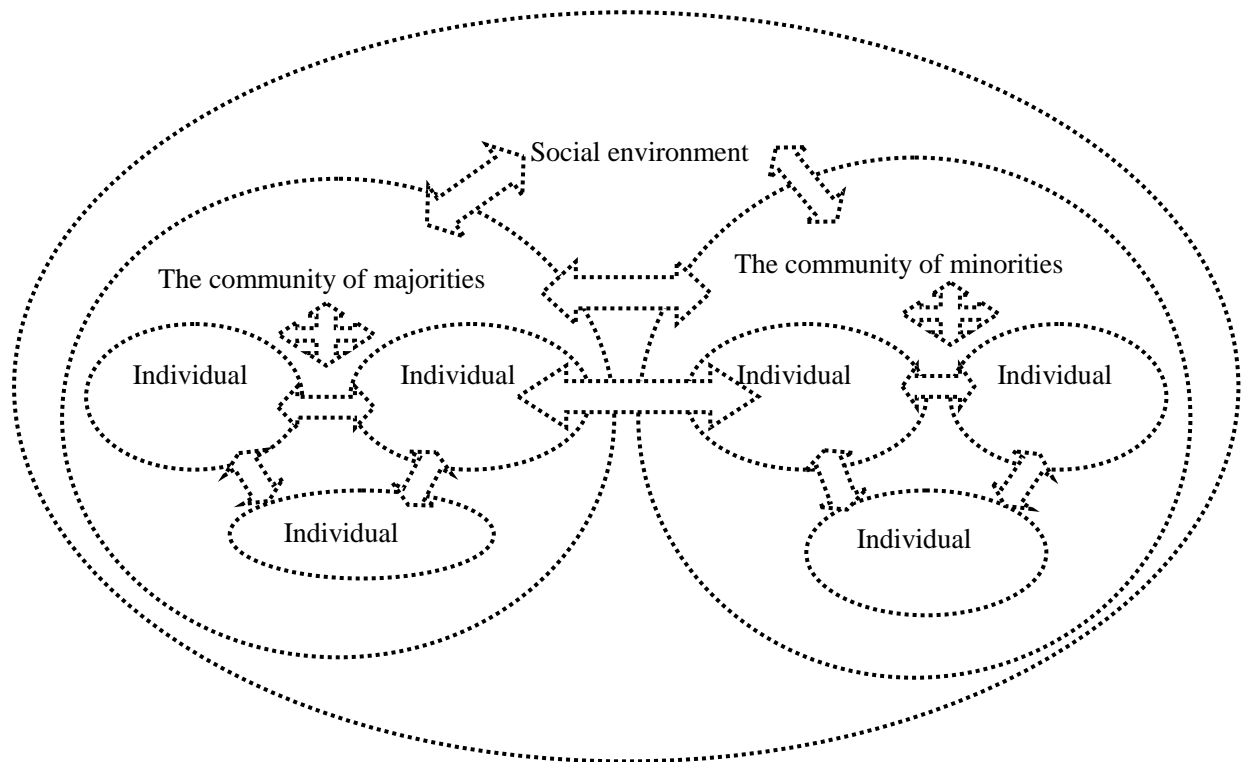 Social environment
The community of majorities
The community of minorities
Individual
Individual
Individual
Individual
Individual
Individual